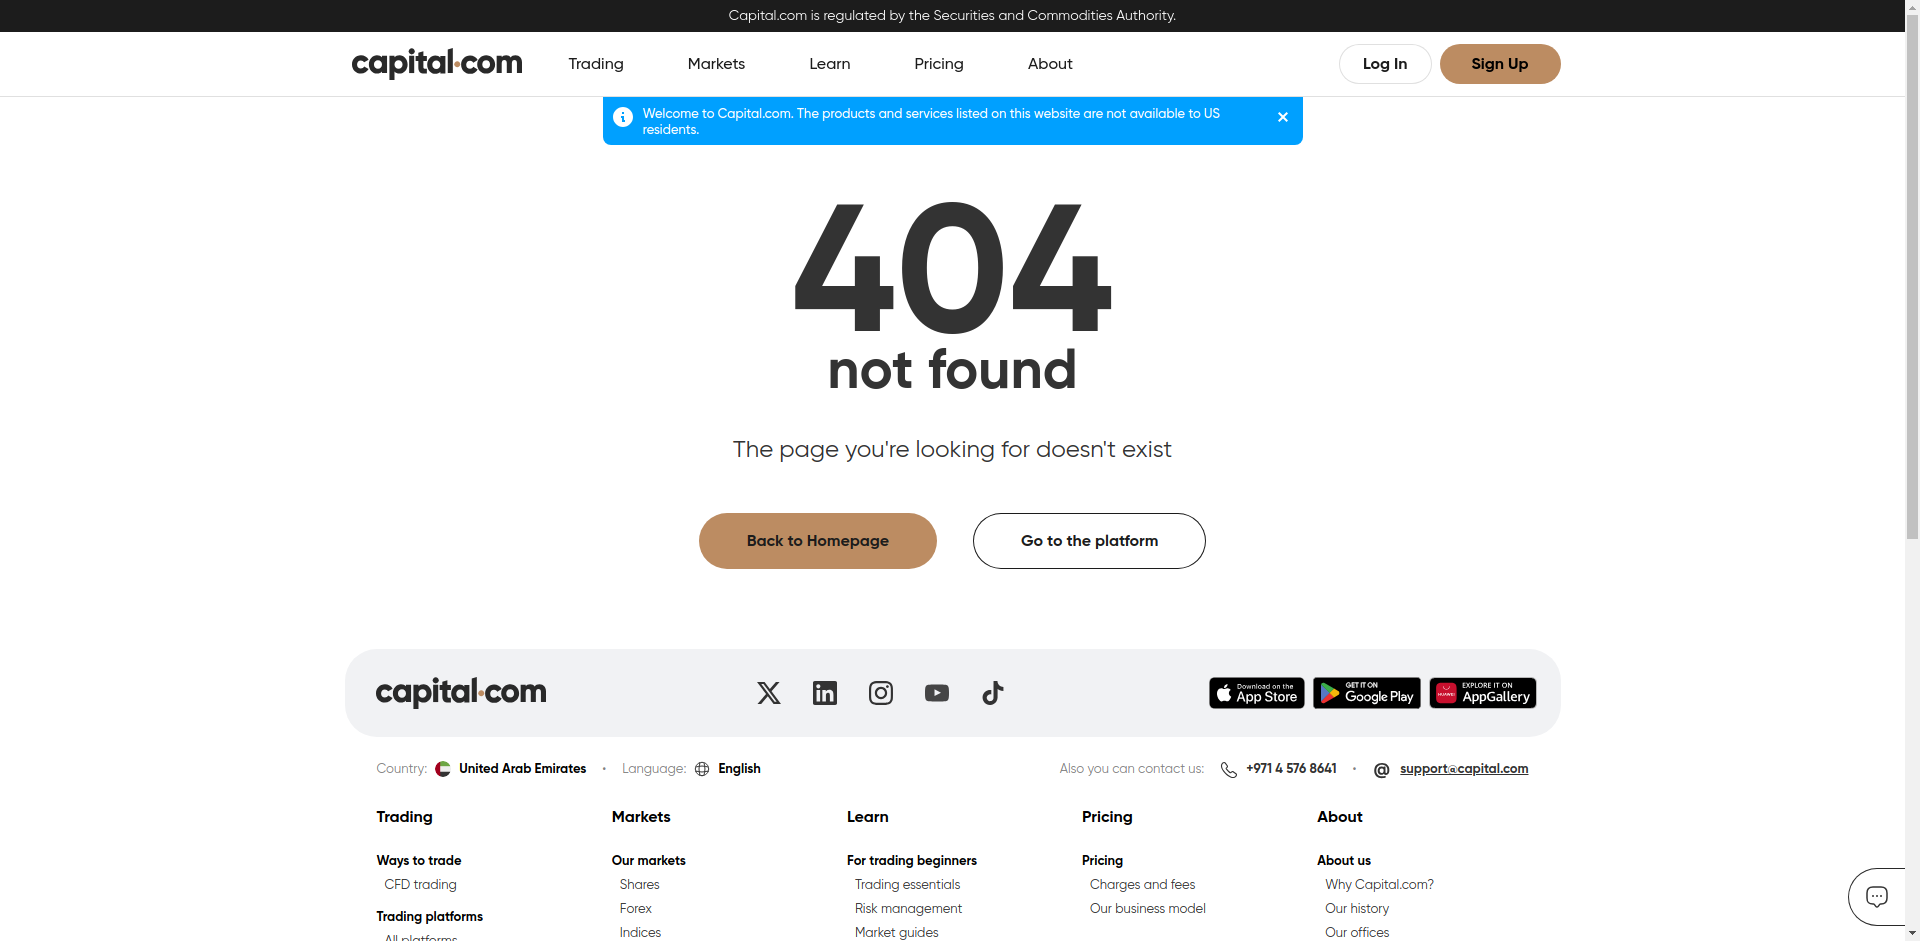 Capital.com is regulated by the Securities and Commodities Authority.
capital.com
Trading
Markets
Learn
Pricing
About
Log In
Sign Up
Welcome to Capital.com. The products and services listed on this website are not available to US
residents.
404
not found
The page you're looking for doesn't exist
Back to Homepage
Go to the platform
capital.com
Download on the
App Store
GET IT ON
Google Play
HUAWEI
EXPLORE IT ON
AppGallery
Country: United Arab Emirates • Language: English
Also you can contact us: +971 4 576 8641 • support@capital.com
Trading
Ways to trade
CFD trading
Trading platforms
All platforms
Markets
Our markets
Shares
Forex
Indices
Learn
For trading beginners
Trading essentials
Risk management
Market guides
Pricing
Pricing
Charges and fees
Our business model
About
About us
Why Capital.com?
Our history
Our offices